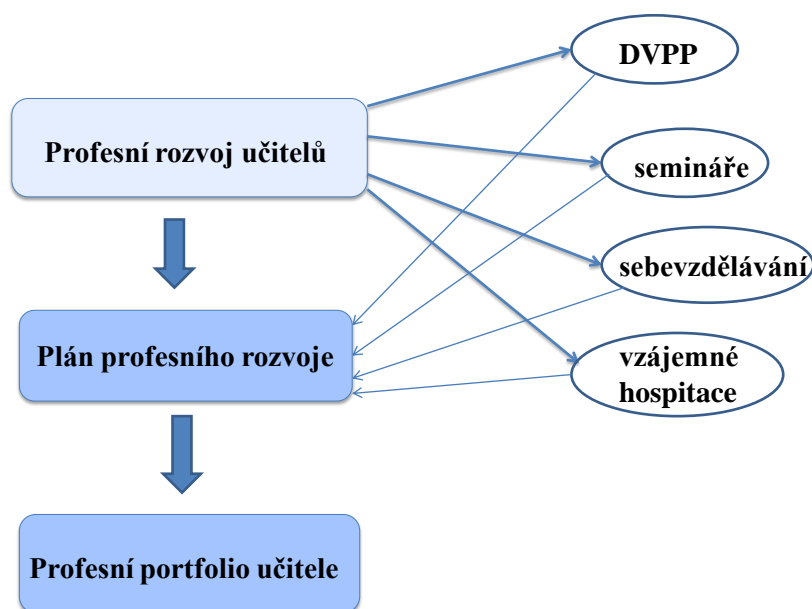 DVPP
Profesní rozvoj učitelů
semináře
sebevzdělávání
Plán profesního rozvoje
vzájemné
hospitace
Profesní portfolio učitele